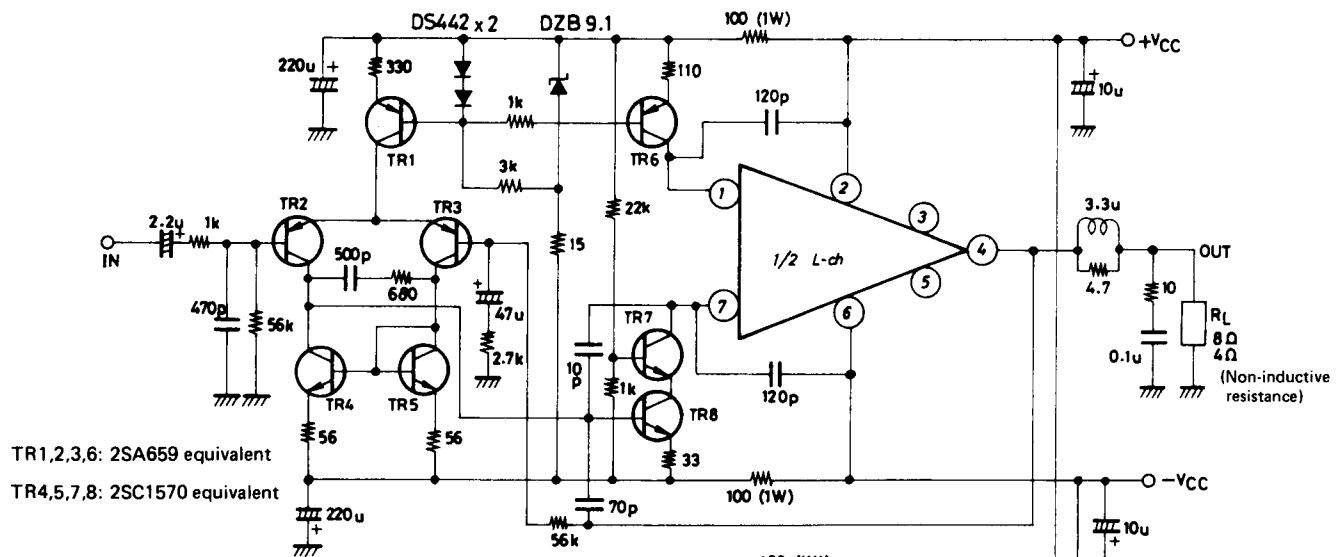 DS442 x 2 DZB 9.1 100 (1W)
+VCC
220u +
330
110
+
10u
120p
1k
TR1
TR6
3k
1
2
3
3.3u
TR2
TR3
22k
2.2u
+
1k
IN
500p
680
15
1/2 L-ch
4
OUT
4.7
10
470p
56k
+
47u
2.7k
TR7
7
5
6
RL
8Ω
4Ω
(Non-inductive
resistance)
0.1u
10
p
1k
120p
TR4
TR5
TR8
56
56
33
TR1,2,3,6: 2SA659 equivalent
TR4,5,7,8: 2SC1570 equivalent
100 (1W)
-VCC
220u
+
70p
56k
10u
+